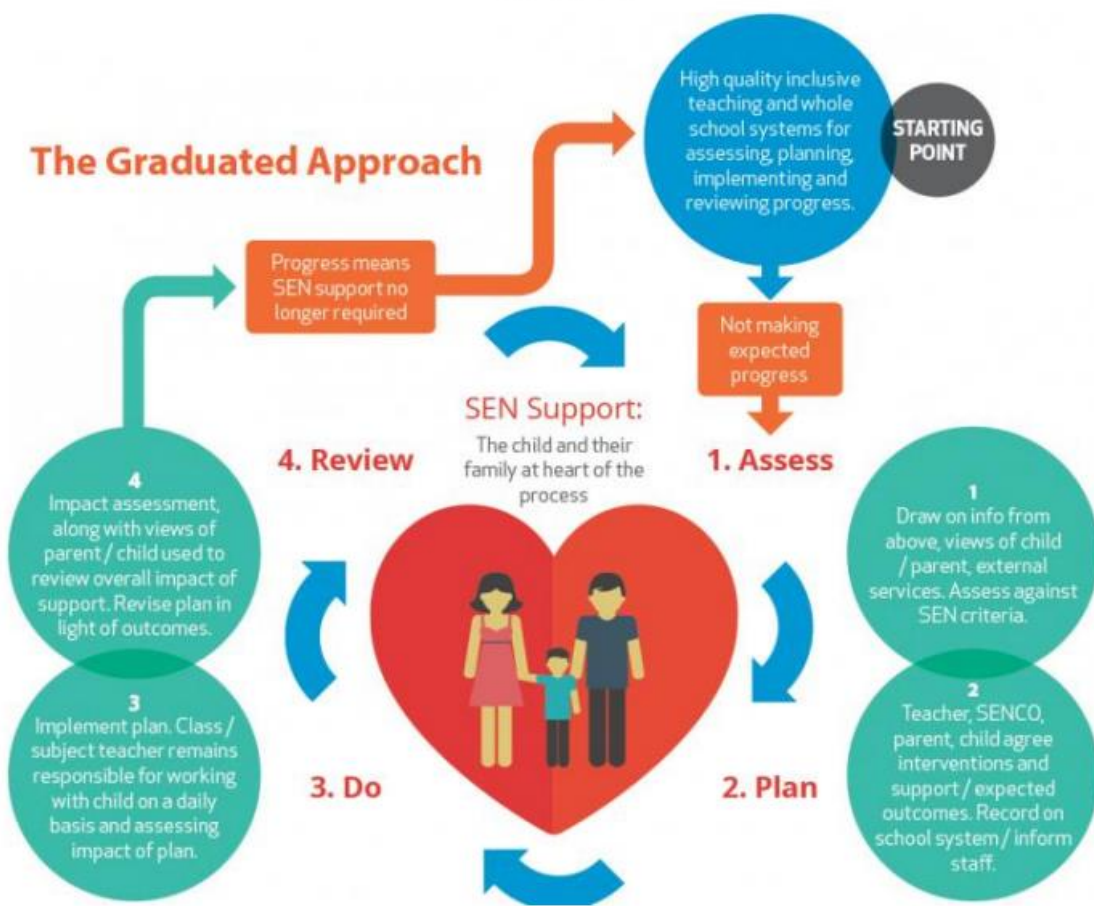 The Graduated Approach
High quality inclusive
teaching and whole
school systems for
assessing, planning,
implementing and
reviewing progress.
STARTING
POINT
Progress means
SEN support no
longer required
Not making
expected
progress
SEN Support:
The child and their
family at heart of the
process
4. Review
1. Assess
4
Impact assessment,
along with views of
parent / child used to
review overall impact of
support. Revise plan in
light of outcomes.
1
Draw on info from
above, views of child
/ parent, external
services. Assess against
SEN criteria.
3
Implement plan. Class /
subject teacher remains
responsible for working
with child on a daily
basis and assessing
impact of plan.
3. Do
2. Plan
2
Teacher, SENCO,
parent, child agree
interventions and
support / expected
outcomes. Record on
school system / inform
staff.